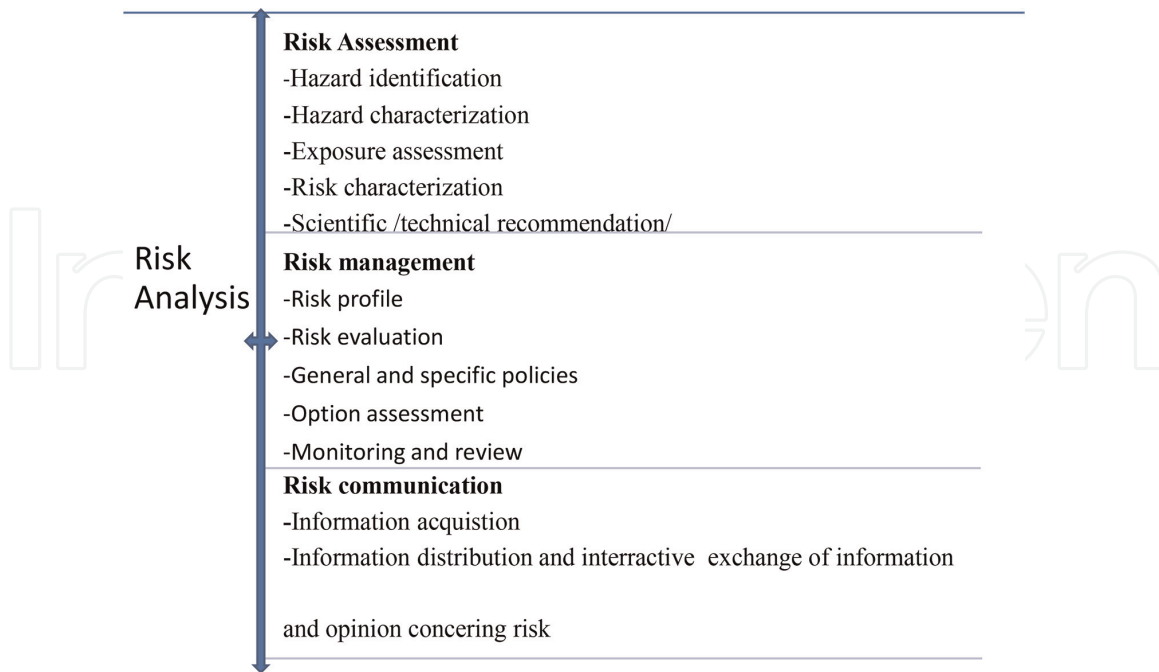 Risk Assessment
-Hazard identification
-Hazard characterization
-Exposure assessment
-Risk characterization
-Scientific /technical recommendation/
Risk
Analysis
Risk management
-Risk profile
-Risk evaluation
-General and specific policies
-Option assessment
-Monitoring and review
Risk communication
-Information acquistion
-Information distribution and interractive exchange of information
and opinion concering risk